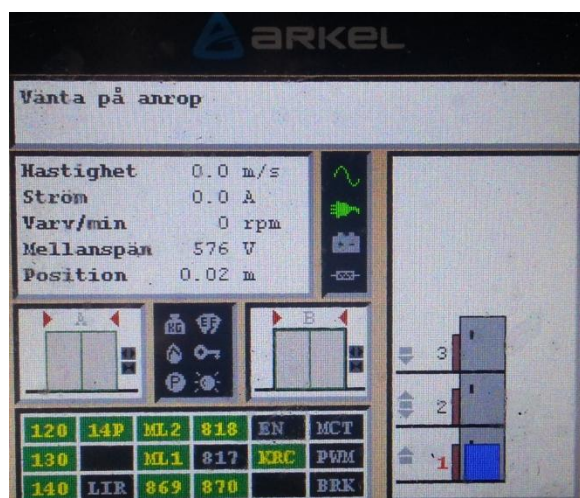 ARKEL
Vänta på anrop
Hastighet 0.0 m/s
Ström 0.0 A
Varv/min 0 rpm
Mellanspän 576 V
Position 0.02 m
A
KG EF
P
B
3
2
1
120 14P ML2 818 EN MCT
130 ML1 817 KRC PWM
140 LIR 869 870 BRK